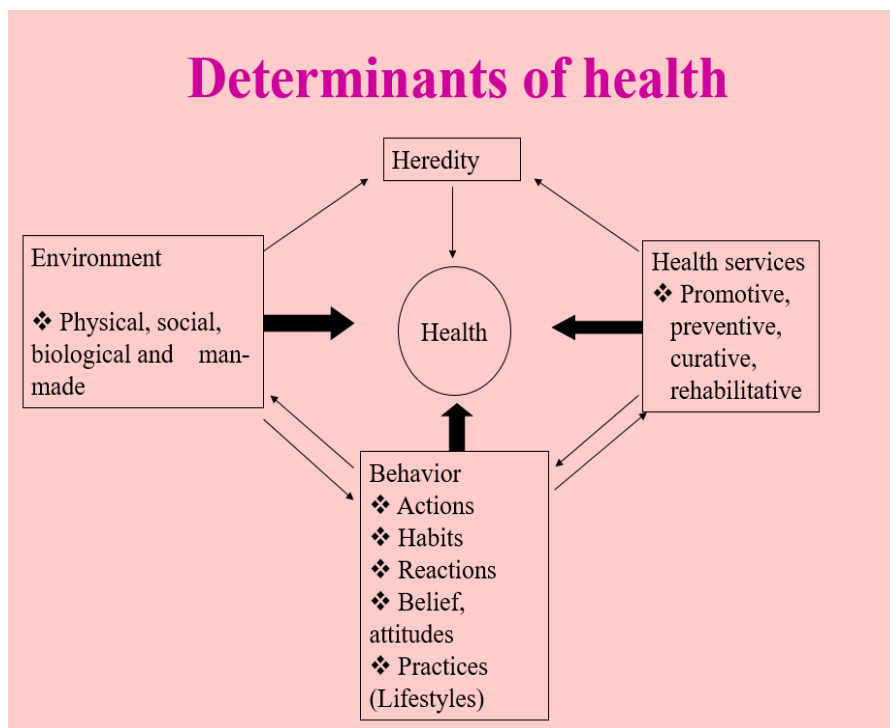 Determinants of health
Heredity
Environment
❖ Physical, social,
biological and man-
made
Health
Health services
❖ Promotive,
preventive,
curative,
rehabilitative
Behavior
❖ Actions
❖ Habits
❖ Reactions
❖ Belief,
attitudes
❖ Practices
(Lifestyles)